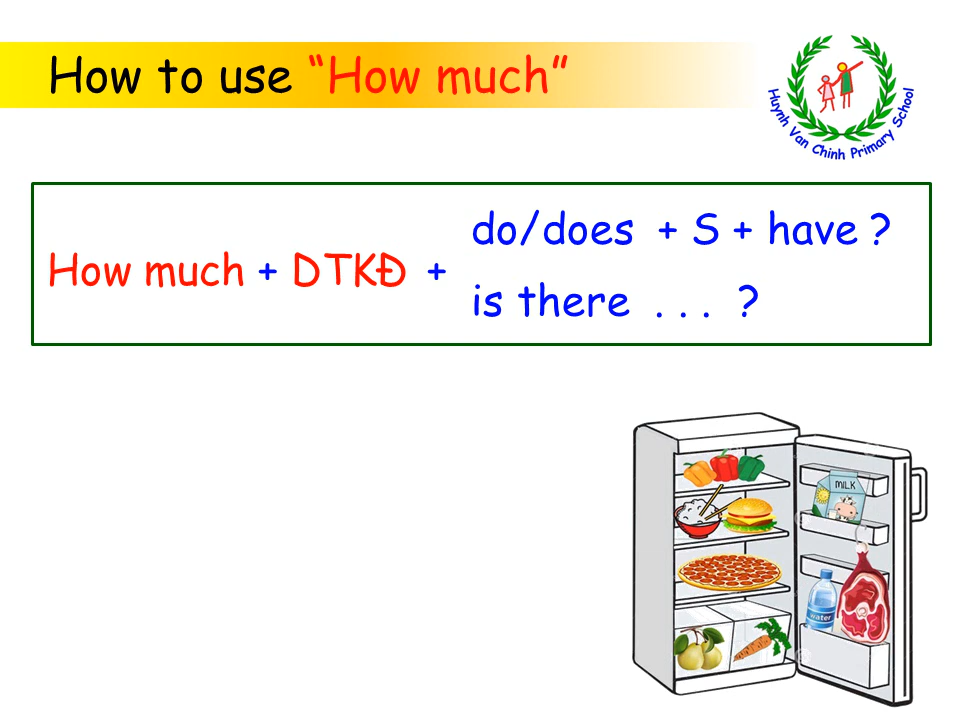 How to use “How much”
Huynh Van Chinh Primary School
do/does + S + have ?
How much + DTKĐ +
is there . . . ?
MILK
water